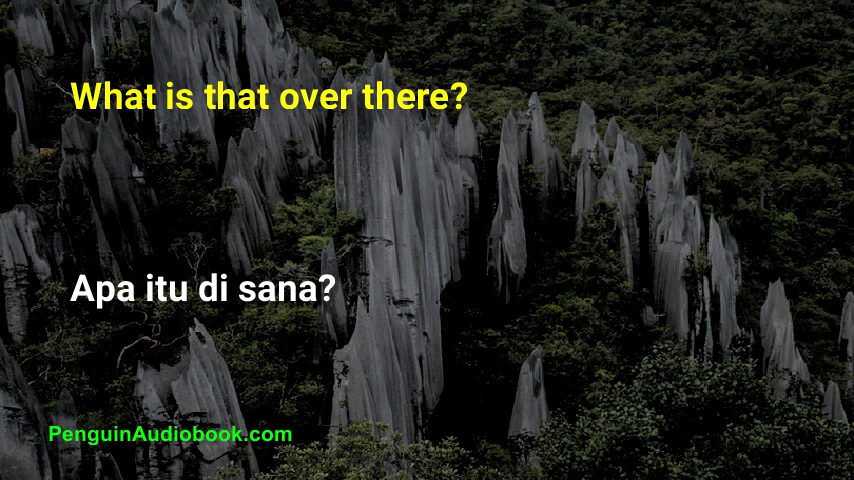 What is that over there?
Apa itu di sana?
PenguinAudiobook.com